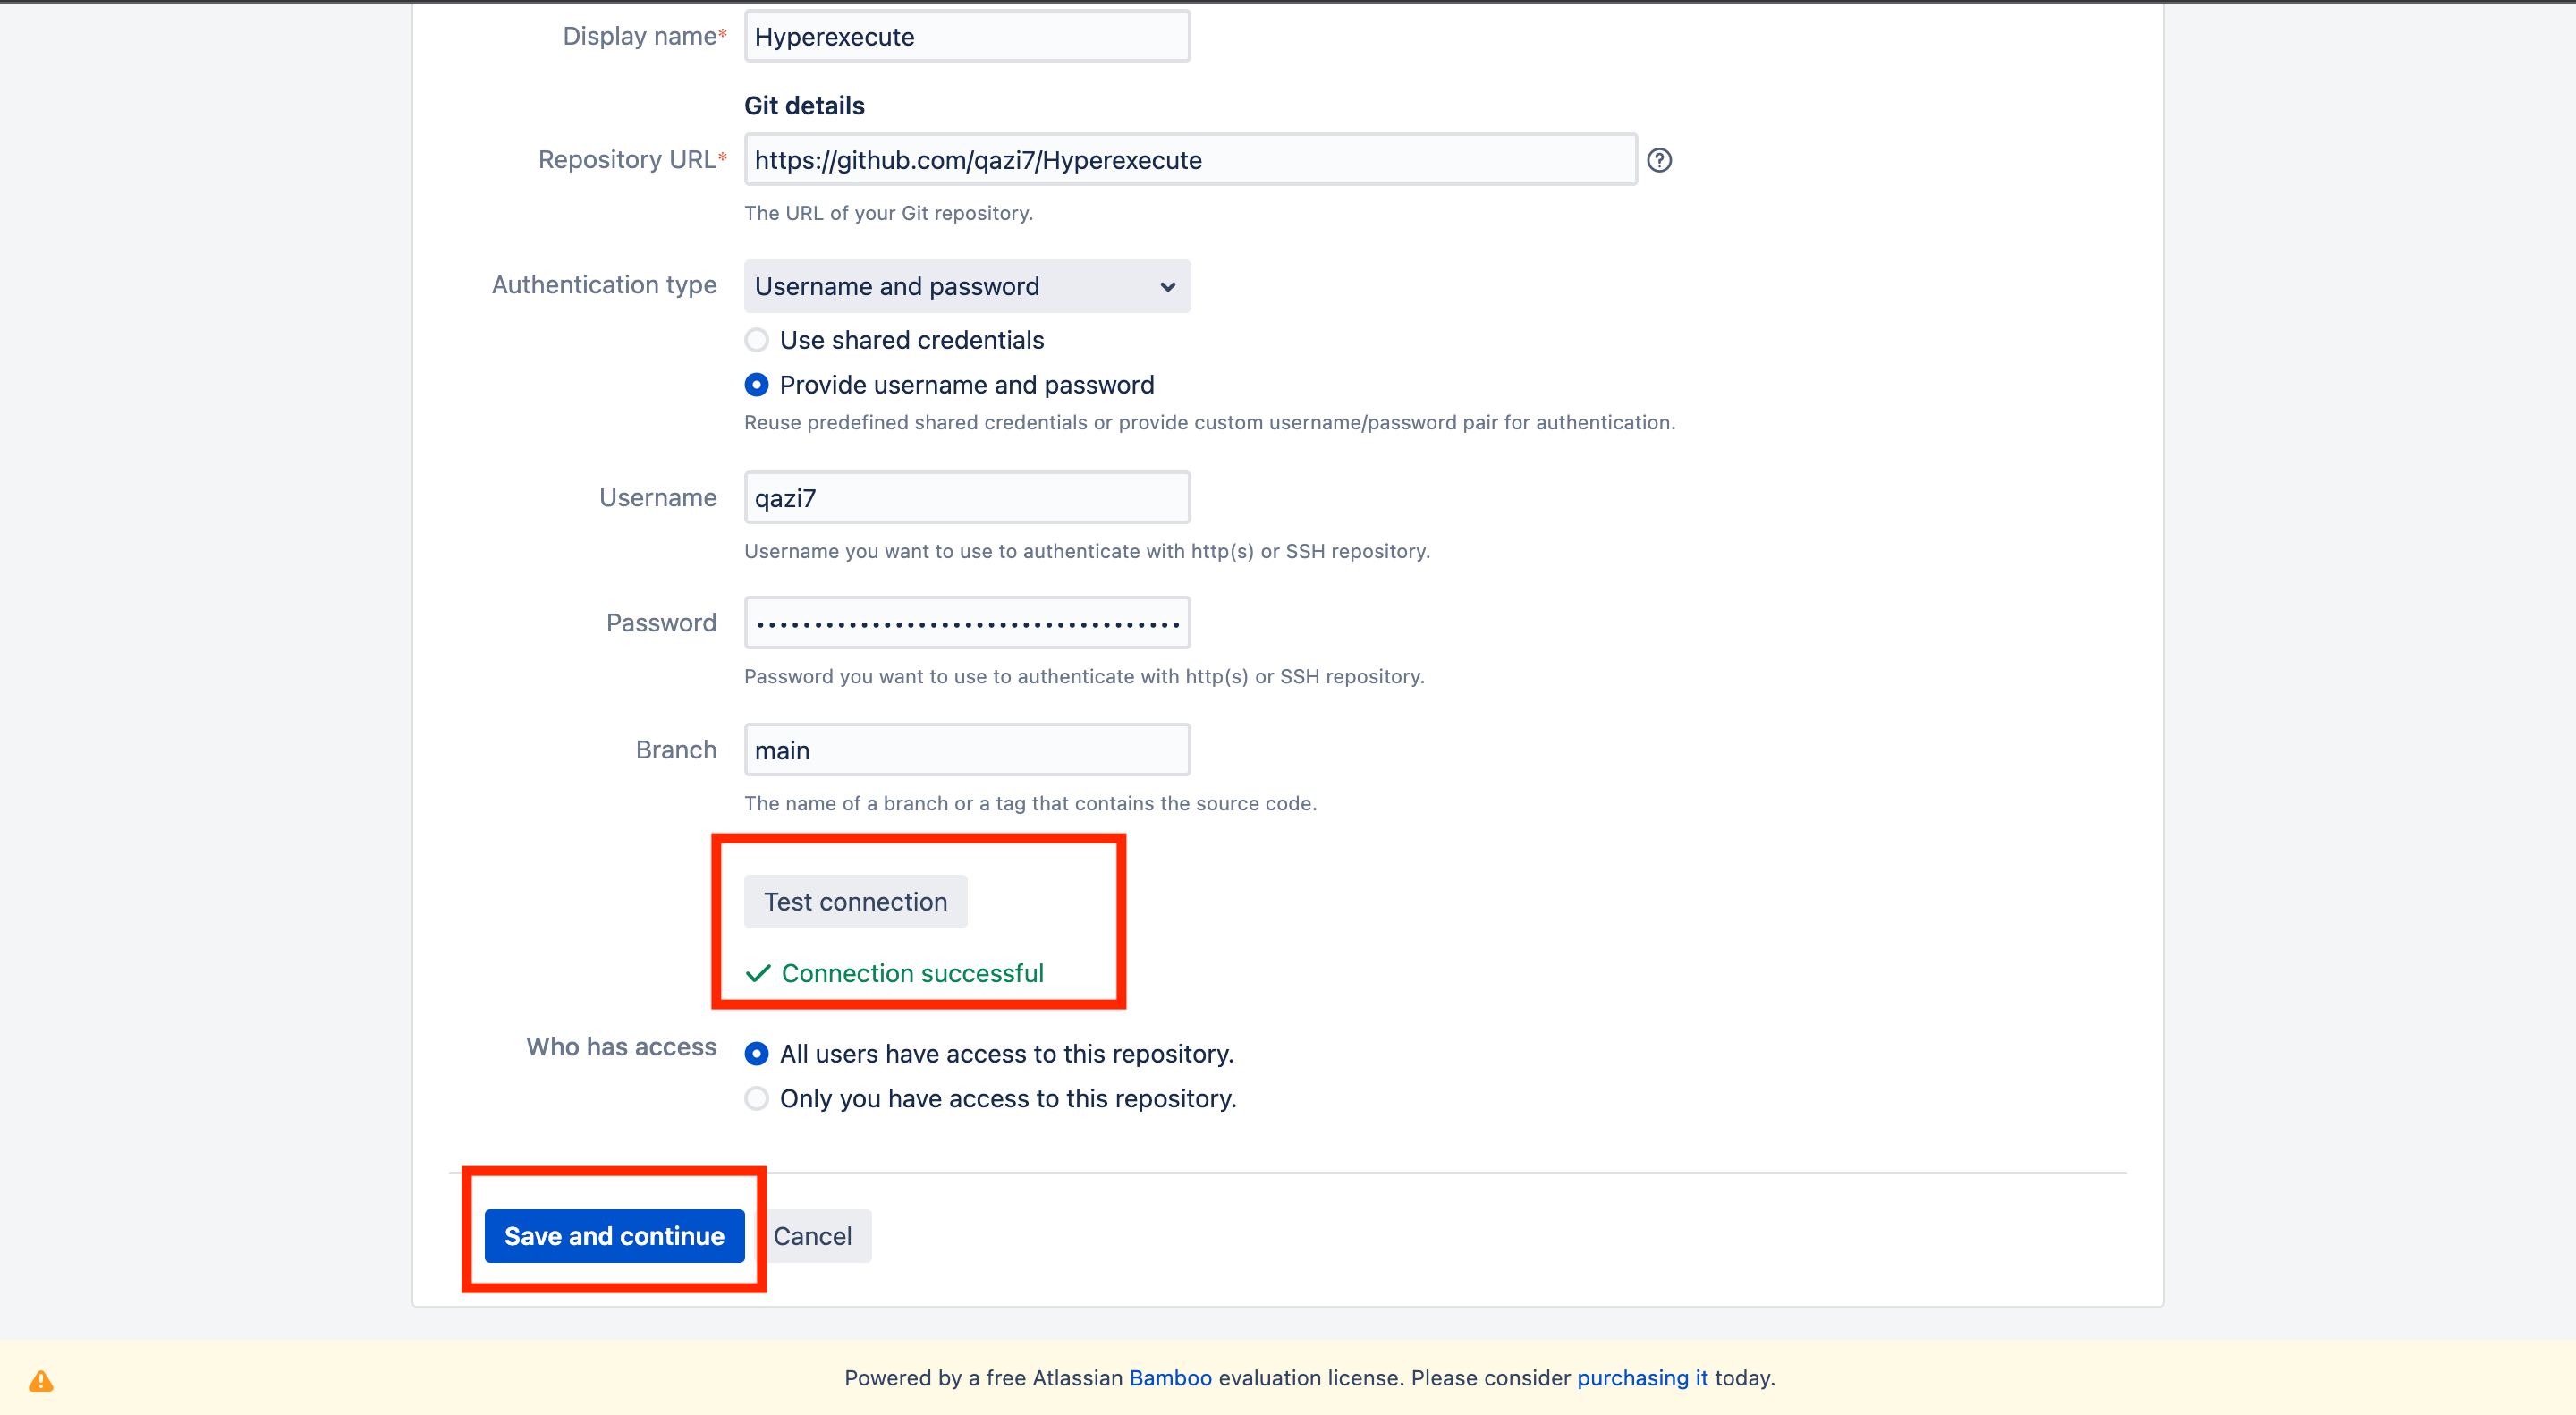 Display name*
Hyperexecute
Git details
Repository URL*
https://github.com/qazi7/Hyperexecute
The URL of your Git repository.
Authentication type
Username and password
Use shared credentials
Provide username and password
Reuse predefined shared credentials or provide custom username/password pair for authentication.
Username
qazi7
Username you want to use to authenticate with http(s) or SSH repository.
Password
Password you want to use to authenticate with http(s) or SSH repository.
Branch
main
The name of a branch or a tag that contains the source code.
Test connection
Connection successful
Who has access
All users have access to this repository.
Only you have access to this repository.
Save and continue
Cancel
Powered by a free Atlassian Bamboo evaluation license. Please consider purchasing it today.